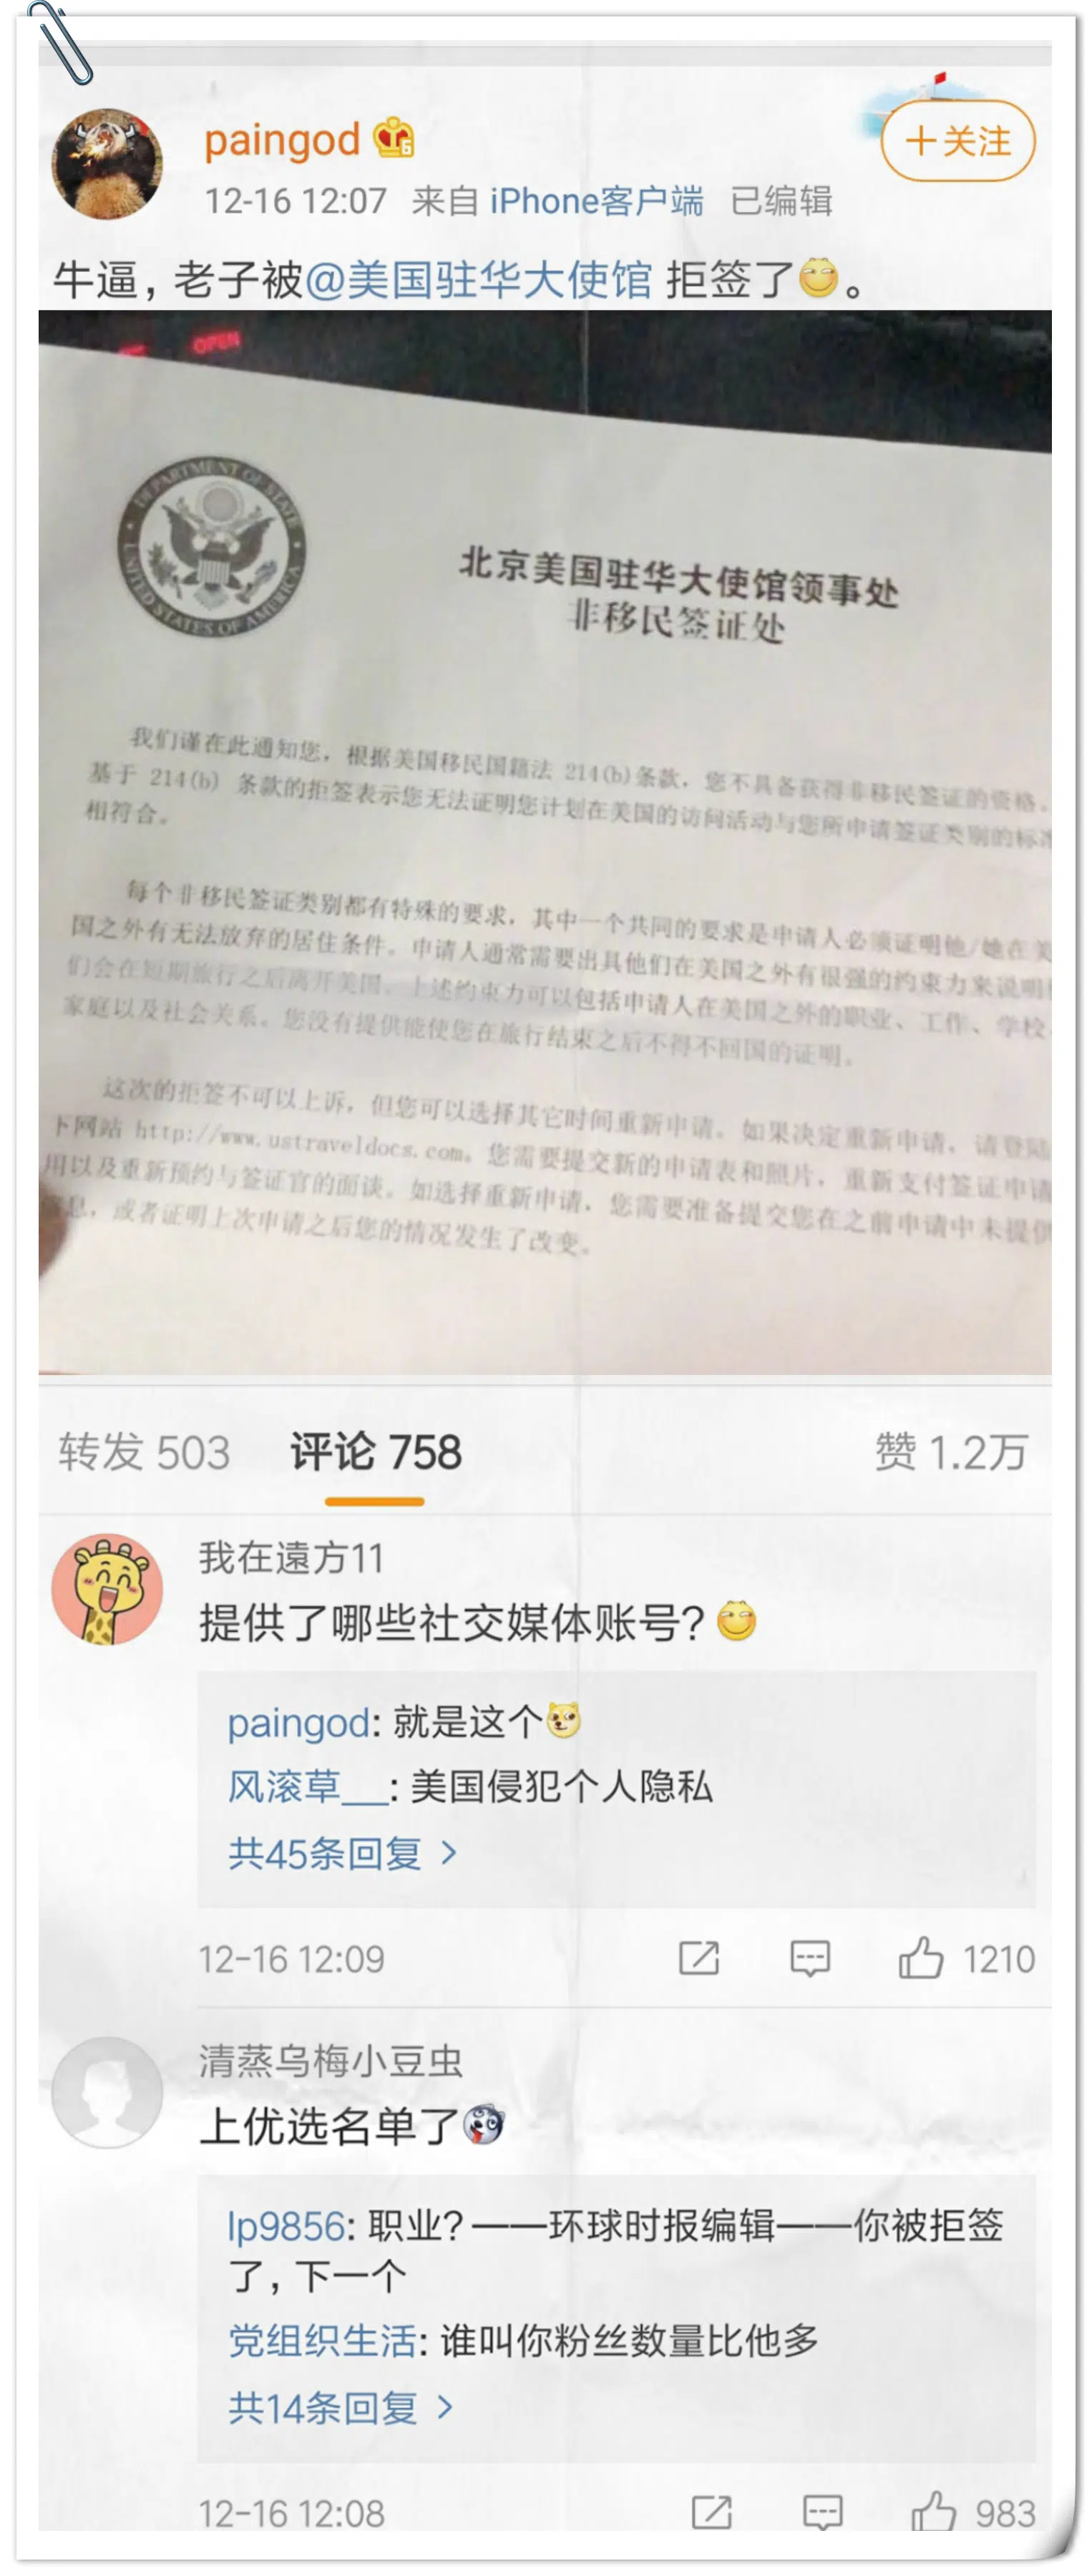 paingod
12-16 12:07 来自 iPhone客户端 已编辑
+关注
牛逼，老子被@美国驻华大使馆 拒签了。
OPEN
DEPARTMENT OF STATE
UNITED STATES OF AMERICA
北京美国驻华大使馆领事处
非移民签证处
我们谨在此通知您，根据美国移民国籍法 214(b)条款，您不具备获得非移民签证的资格。
基于 214(b) 条款的拒签表示您无法证明您计划在美国的访问活动与您所申请签证类别的标准
相符合。
每个非移民签证类别都有特殊的要求，其中一个共同的要求是申请人必须证明他/她在美
国之外有无法放弃的居住条件。申请人通常需要出具他们在美国之外有很强的约束力来说明
们会在短期旅行之后离开美国。上述约束力可以包括申请人在美国之外的职业、工作、学校、
家庭以及社会关系。您没有提供能使您在旅行结束之后不得不回国的证明。
这次的拒签不可以上诉，但您可以选择其它时间重新申请。如果决定重新申请，请登陆
下网站 http://www.ustraveldocs.com。您需要提交新的申请表和照片，重新支付签证申请
用以及重新预约与签证官的面谈。如选择重新申请，您需要准备提交您在之前申请中未提供
息，或者证明上次申请之后您的情况发生了改变。
转发 503 评论 758 赞 1.2万
我在遠方11
提供了哪些社交媒体账号？
paingod: 就是这个
风滚草__: 美国侵犯个人隐私
共45条回复 >
12-16 12:09 1210
清蒸乌梅小豆虫
上优选名单了
lp9856: 职业？——环球时报编辑——你被拒签
了，下一个
党组织生活: 谁叫你粉丝数量比他多
共14条回复 >
12-16 12:08 983